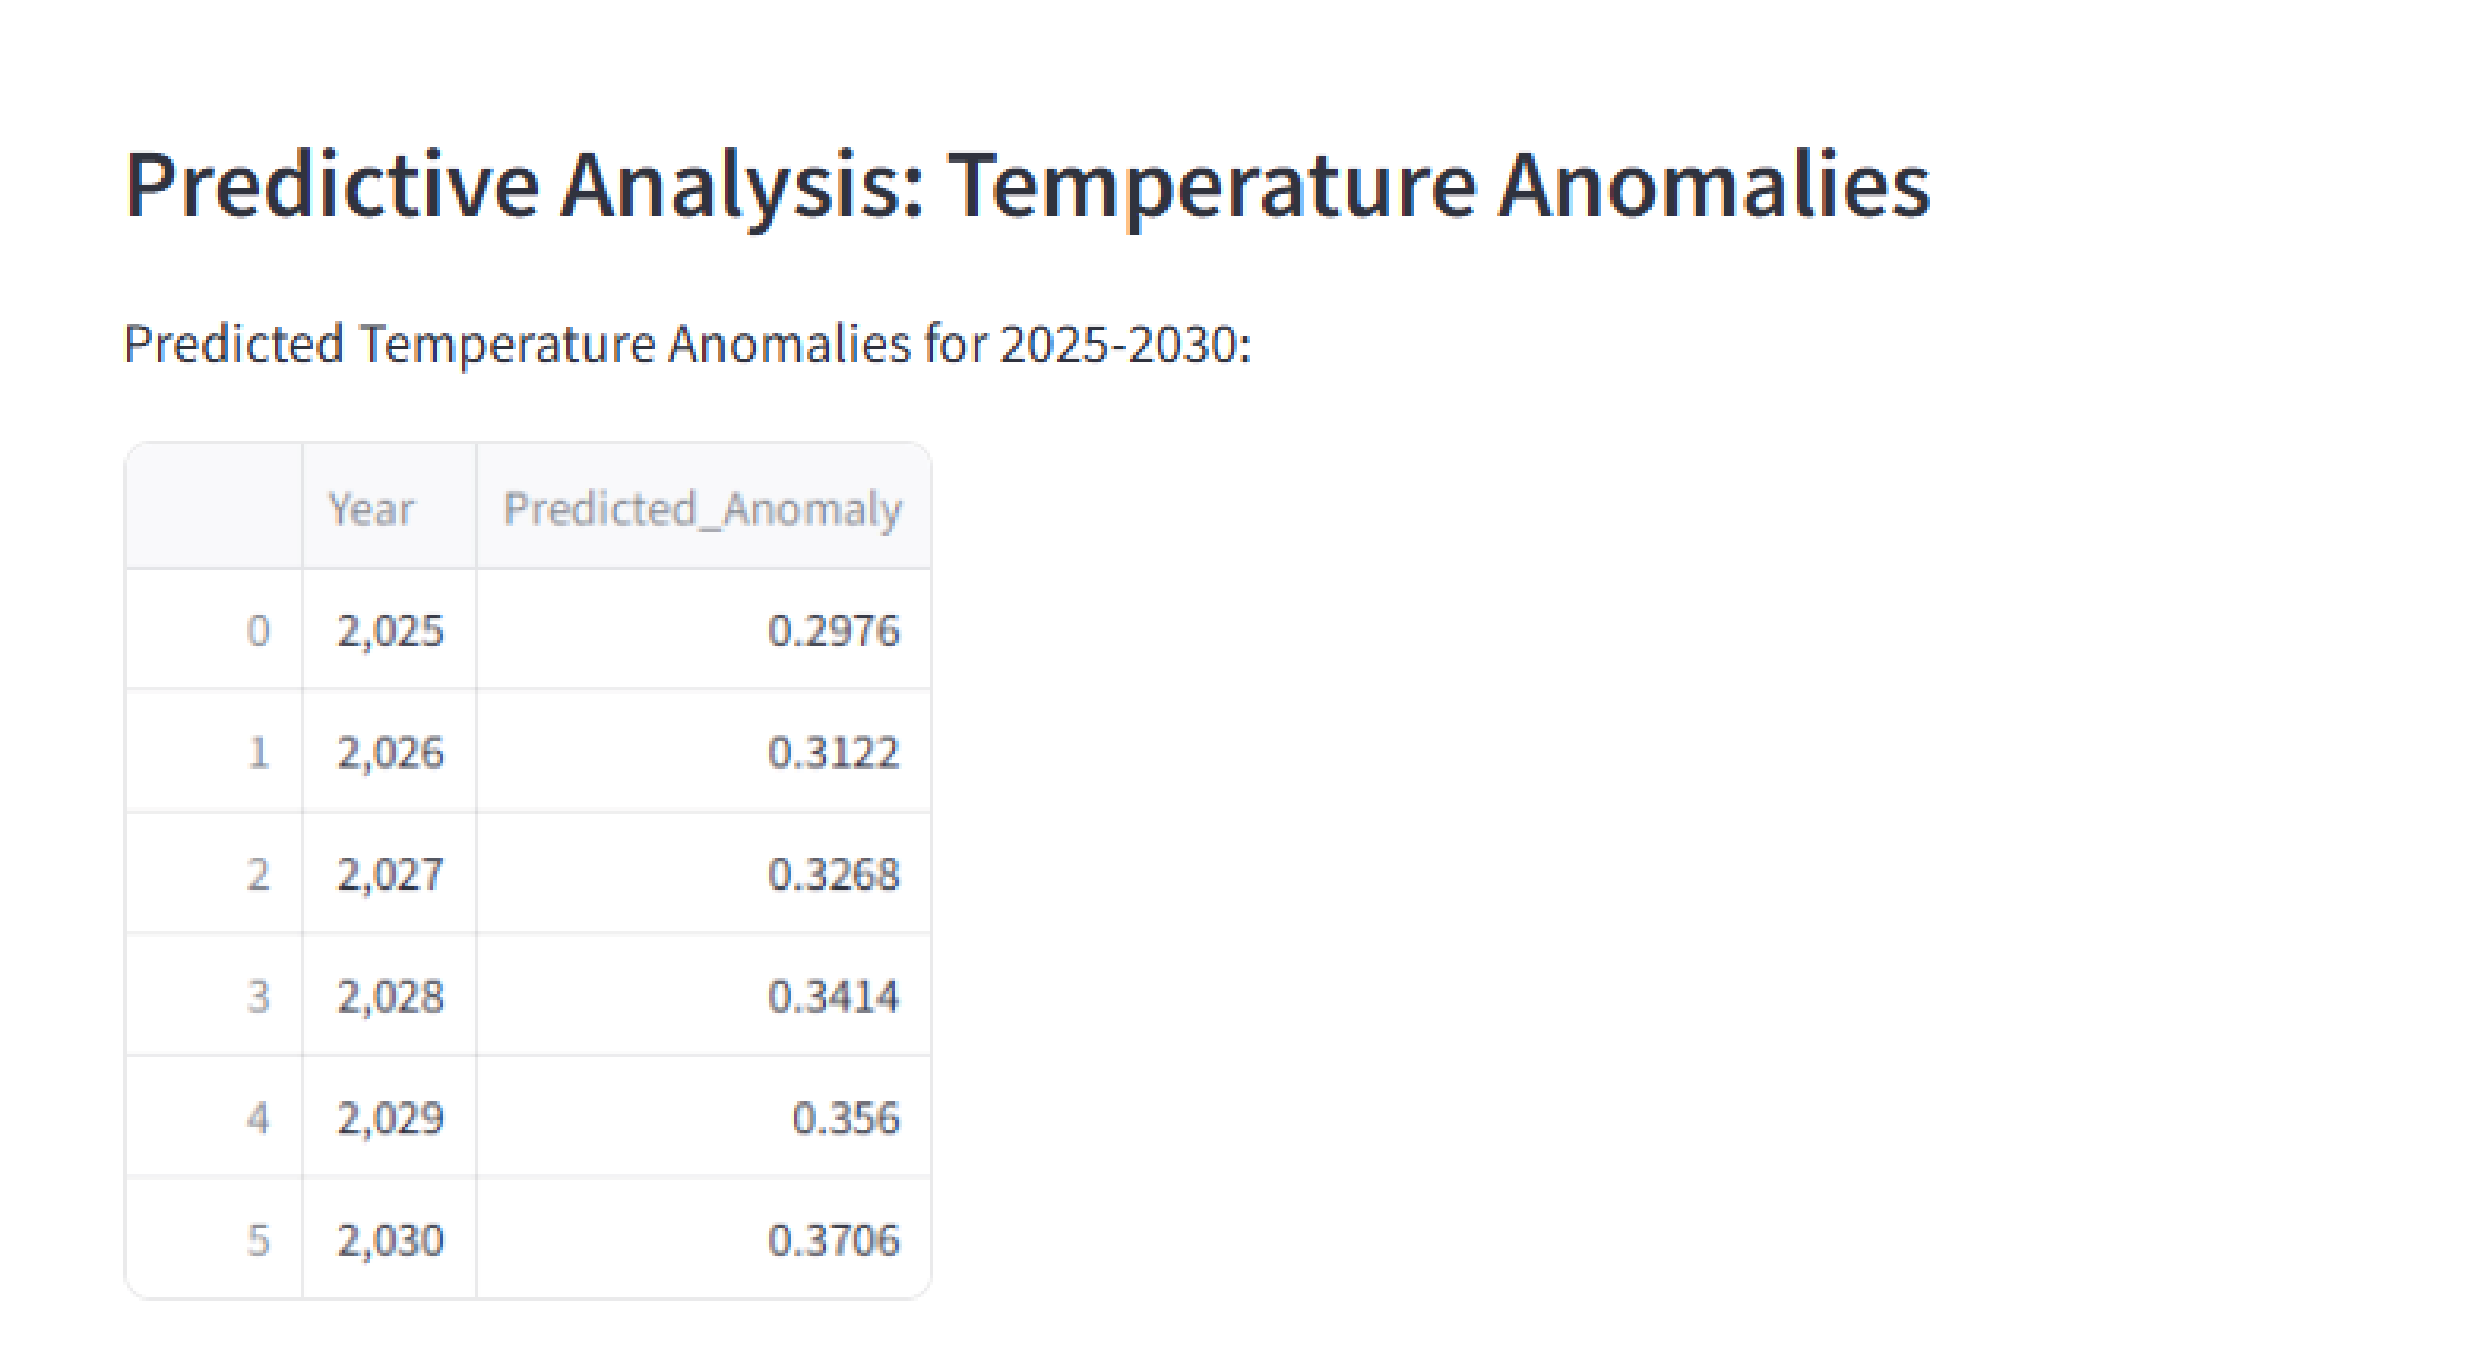 Predictive Analysis: Temperature Anomalies
Predicted Temperature Anomalies for 2025-2030:
Year Predicted_Anomaly
0 2,025 0.2976
1 2,026 0.3122
2 2,027 0.3268
3 2,028 0.3414
4 2,029 0.356
5 2,030 0.3706